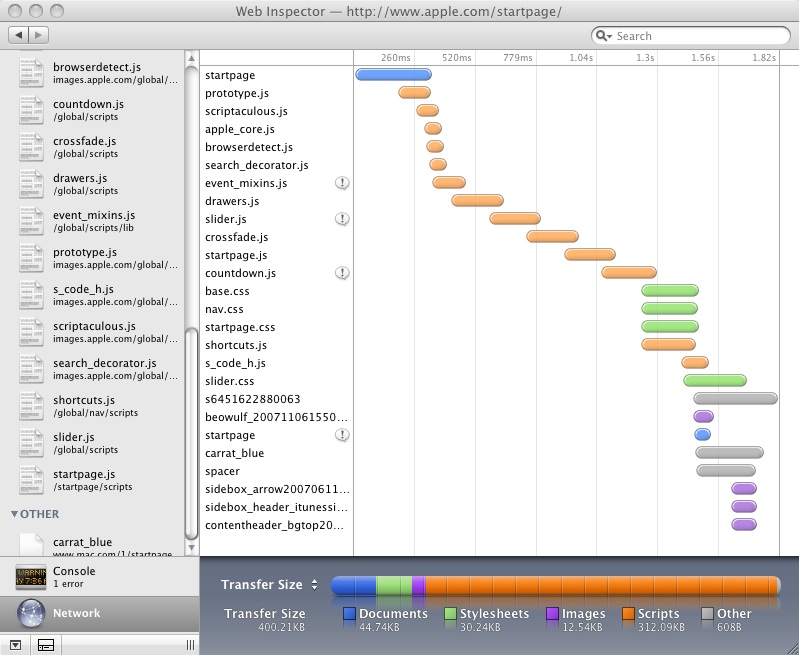 Web Inspector — http://www.apple.com/startpage/
Search
browserdetect.js
images.apple.com/global/...
countdown.js
/global/scripts
crossfade.js
/global/scripts
drawers.js
/global/scripts
event_mixins.js
/global/scripts/lib
prototype.js
images.apple.com/global/...
s_code_h.js
images.apple.com/global/...
scriptaculous.js
images.apple.com/global/...
search_decorator.js
images.apple.com/global/...
shortcuts.js
/global/nav/scripts
slider.js
/global/scripts
startpage.js
/startpage/scripts
OTHER
carrat_blue
www.mac.com/1/startpage
Console
1 error
Network
260ms 520ms 779ms 1.04s 1.3s 1.56s 1.82s
startpage
prototype.js
scriptaculous.js
apple_core.js
browserdetect.js
search_decorator.js
event_mixins.js
drawers.js
slider.js
crossfade.js
startpage.js
countdown.js
base.css
nav.css
startpage.css
shortcuts.js
s_code_h.js
slider.css
s6451622880063
beowulf_200711061550...
startpage
carrat_blue
spacer
sidebox_arrow20070611...
sidebox_header_itunessi...
contentheader_bgtop20...
Transfer Size
Transfer Size Documents Stylesheets Images Scripts Other
400.21KB 44.74KB 30.24KB 12.54KB 312.09KB 608B